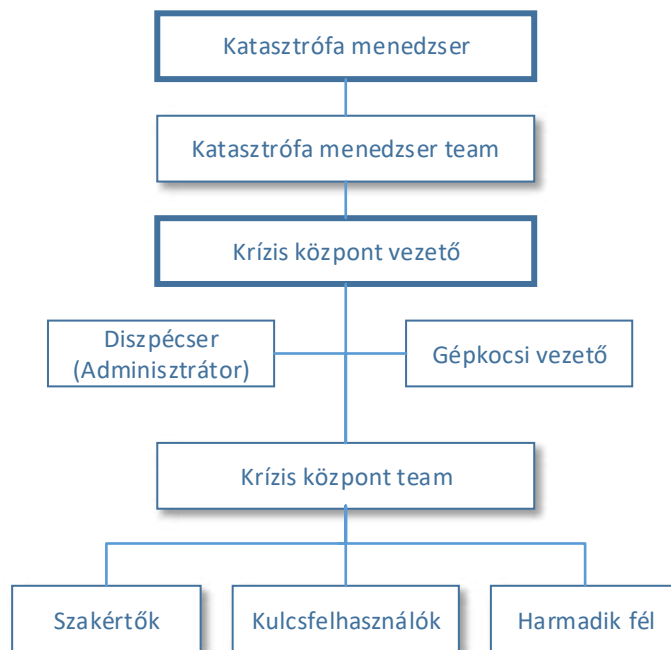 Katasztrófa menedzser
Katasztrófa menedzser team
Krízis központ vezető
Diszpécser
(Adminisztrátor)
Gépkocsi vezető
Krízis központ team
Szakértők
Kulcsfelhasználók
Harmadik fél